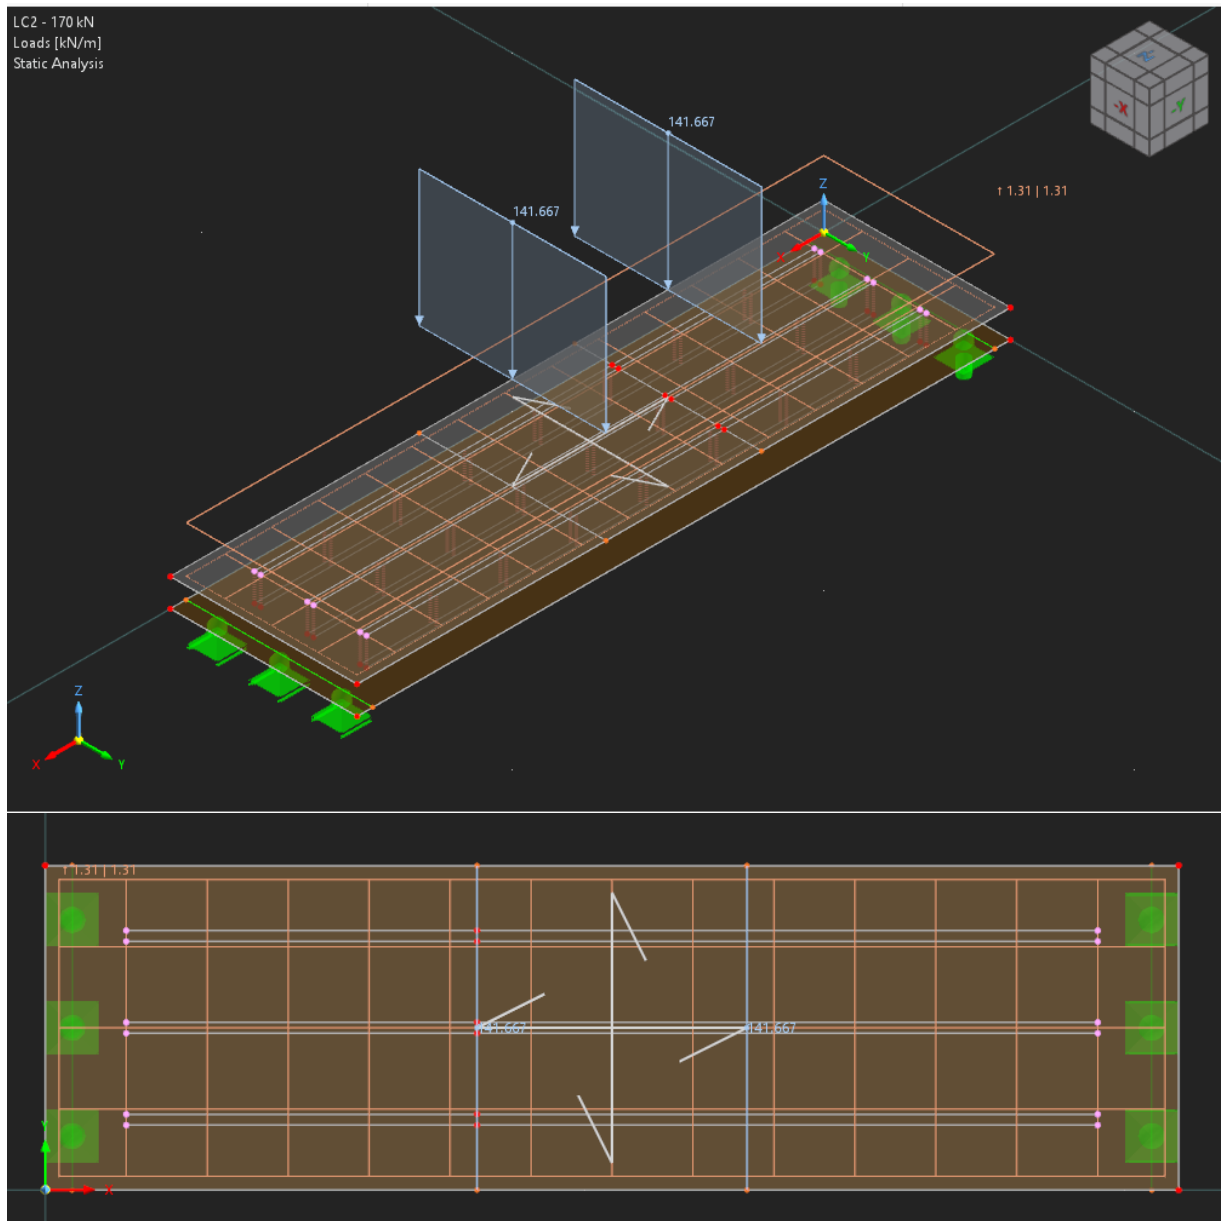 LC2 - 170 kN
Loads [kN/m]
Static Analysis
141.667
141.667
↑ 1.31 | 1.31
Z
X
Y
-X
-Y
Z
X
Y
↑ 1.31 | 1.31
141.667
141.667
Y
X